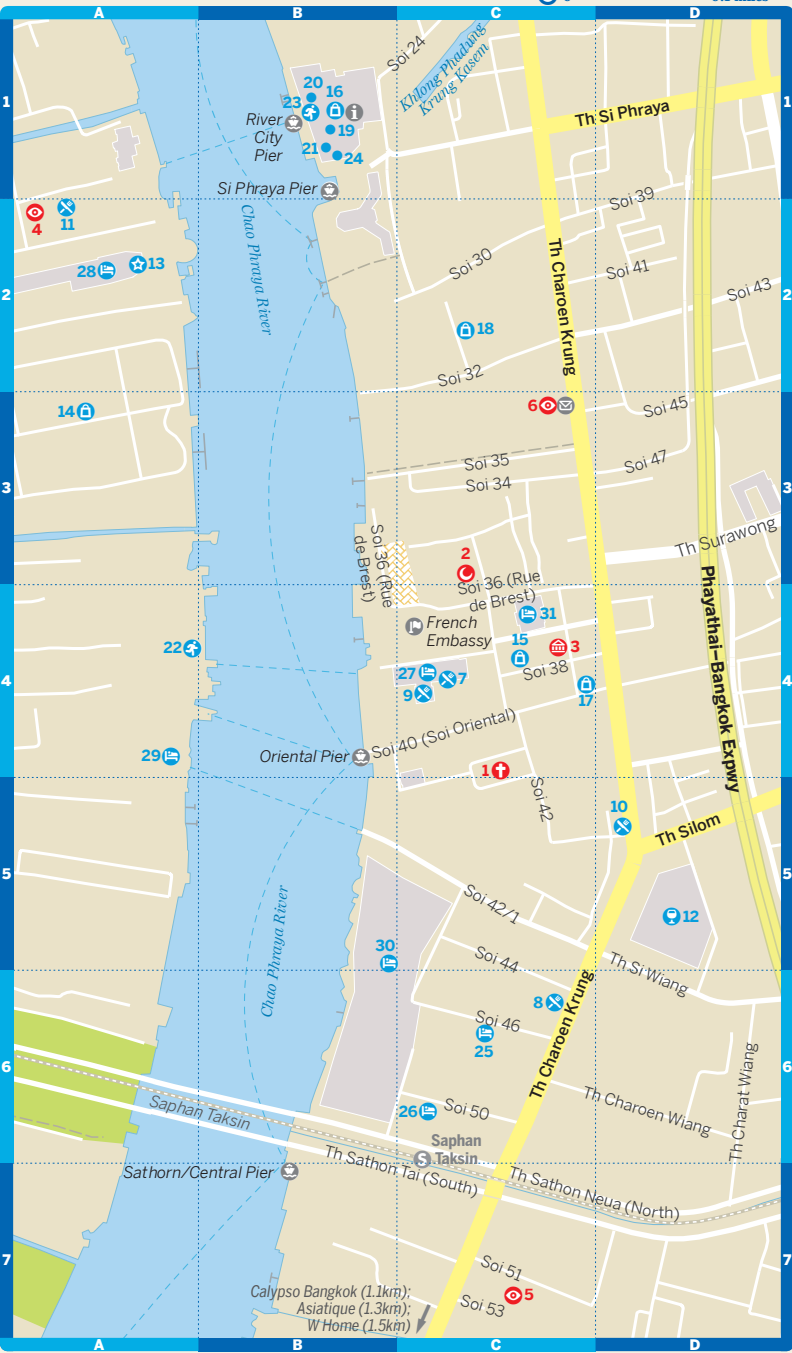 A B C D
Soi 24
Khlong Phadung
Krung Kasem
1 1
20
16
23
River
City
Pier
19
21
24
Th Si Phraya
Si Phraya Pier
Soi 39
4
11
Chao Phraya River
Th Charoen Krung
28
13
Soi 30
Soi 41
Soi 43
2 2
18
Soi 32
14
6
Soi 45
Soi 35
Soi 47
3 3
Soi 34
Th Surawong
Soi 36 (Rue
de Brest)
2
Soi 36 (Rue
de Brest)
31
French
Embassy
Phayathai–Bangkok Expwy
22
15
3
Soi 38
27
7
4 4
9
17
Soi 40 (Soi Oriental)
29
Oriental Pier
1
Soi 42
10
Th Silom
5 5
Soi 42/1
12
Chao Phraya River
30
Soi 44
Th Si Wiang
8
Soi 46
Th Charoen Krung
25
6 6
Th Charat Wiang
Saphan Taksin
26
Soi 50
Th Charoen Wiang
Saphan
Taksin
S
Sathorn/Central Pier
Th Sathon Tai (South)
Th Sathon Neua (North)
7 7
Soi 51
5
Soi 53
Calypso Bangkok (1.1km);
Asiatique (1.3km);
W Home (1.5km)
A B C D